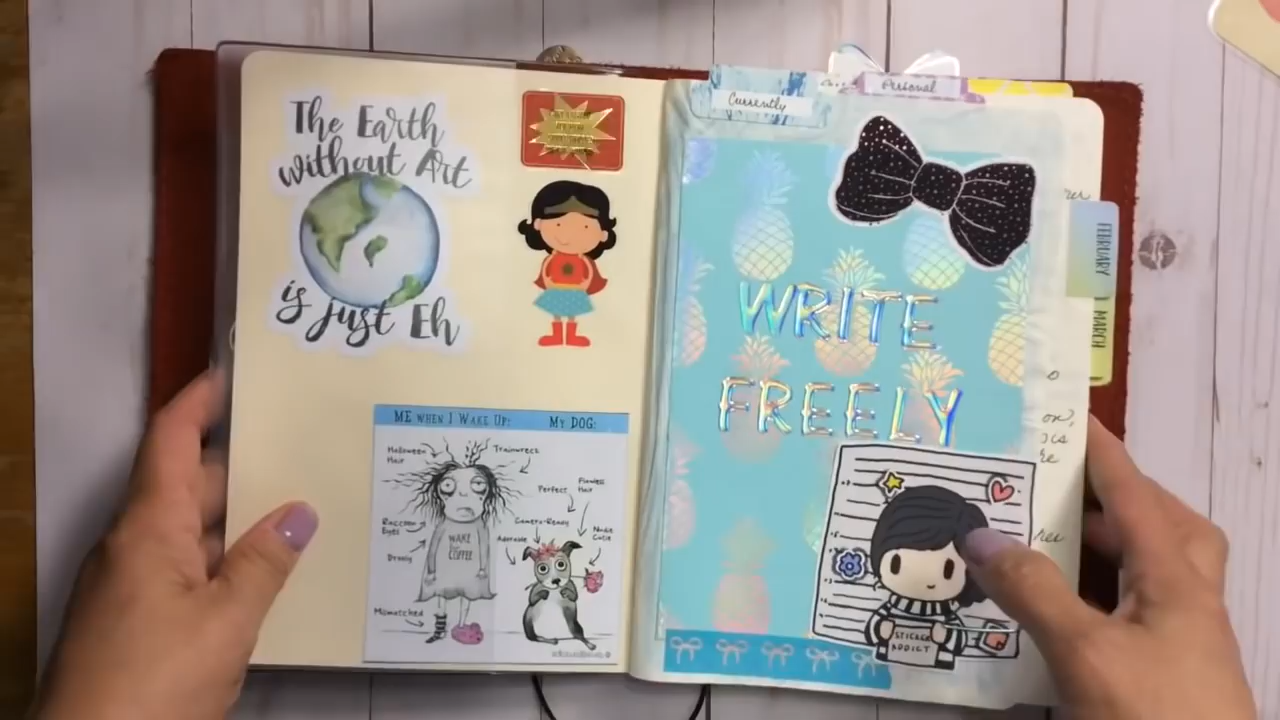 The Earth
without Art
is just Eh
ME WHEN I WAKE UP:
MY DOG:
Halloween
Hair
Trainwreck
Raccoon
Eyes
Drooly
Mismatched
WAKE
COFFEE
Perfect
Flawless
Hair
Camera-Ready
Adorable
Nude
Cutie
Currently
Personal
WRITE
FREELY
STICKER
ADDICT
FEBRUARY
MARCH